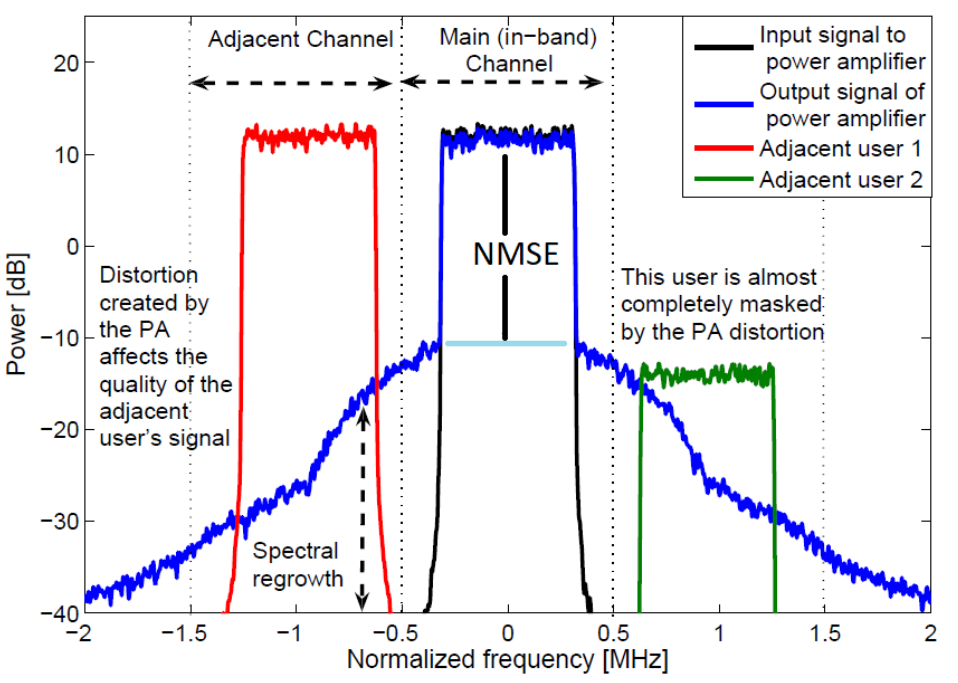 Adjacent Channel
Main (in−band)
Channel
Input signal to
power amplifier
Output signal of
power amplifier
Adjacent user 1
Adjacent user 2
NMSE
Distortion
created by
the PA
affects the
quality of the
adjacent
user's signal
This user is almost
completely masked
by the PA distortion
Spectral
regrowth
Power [dB]
20
10
0
−10
−20
−30
−40
−2
−1.5
−1
−0.5
0
0.5
1
1.5
2
Normalized frequency [MHz]